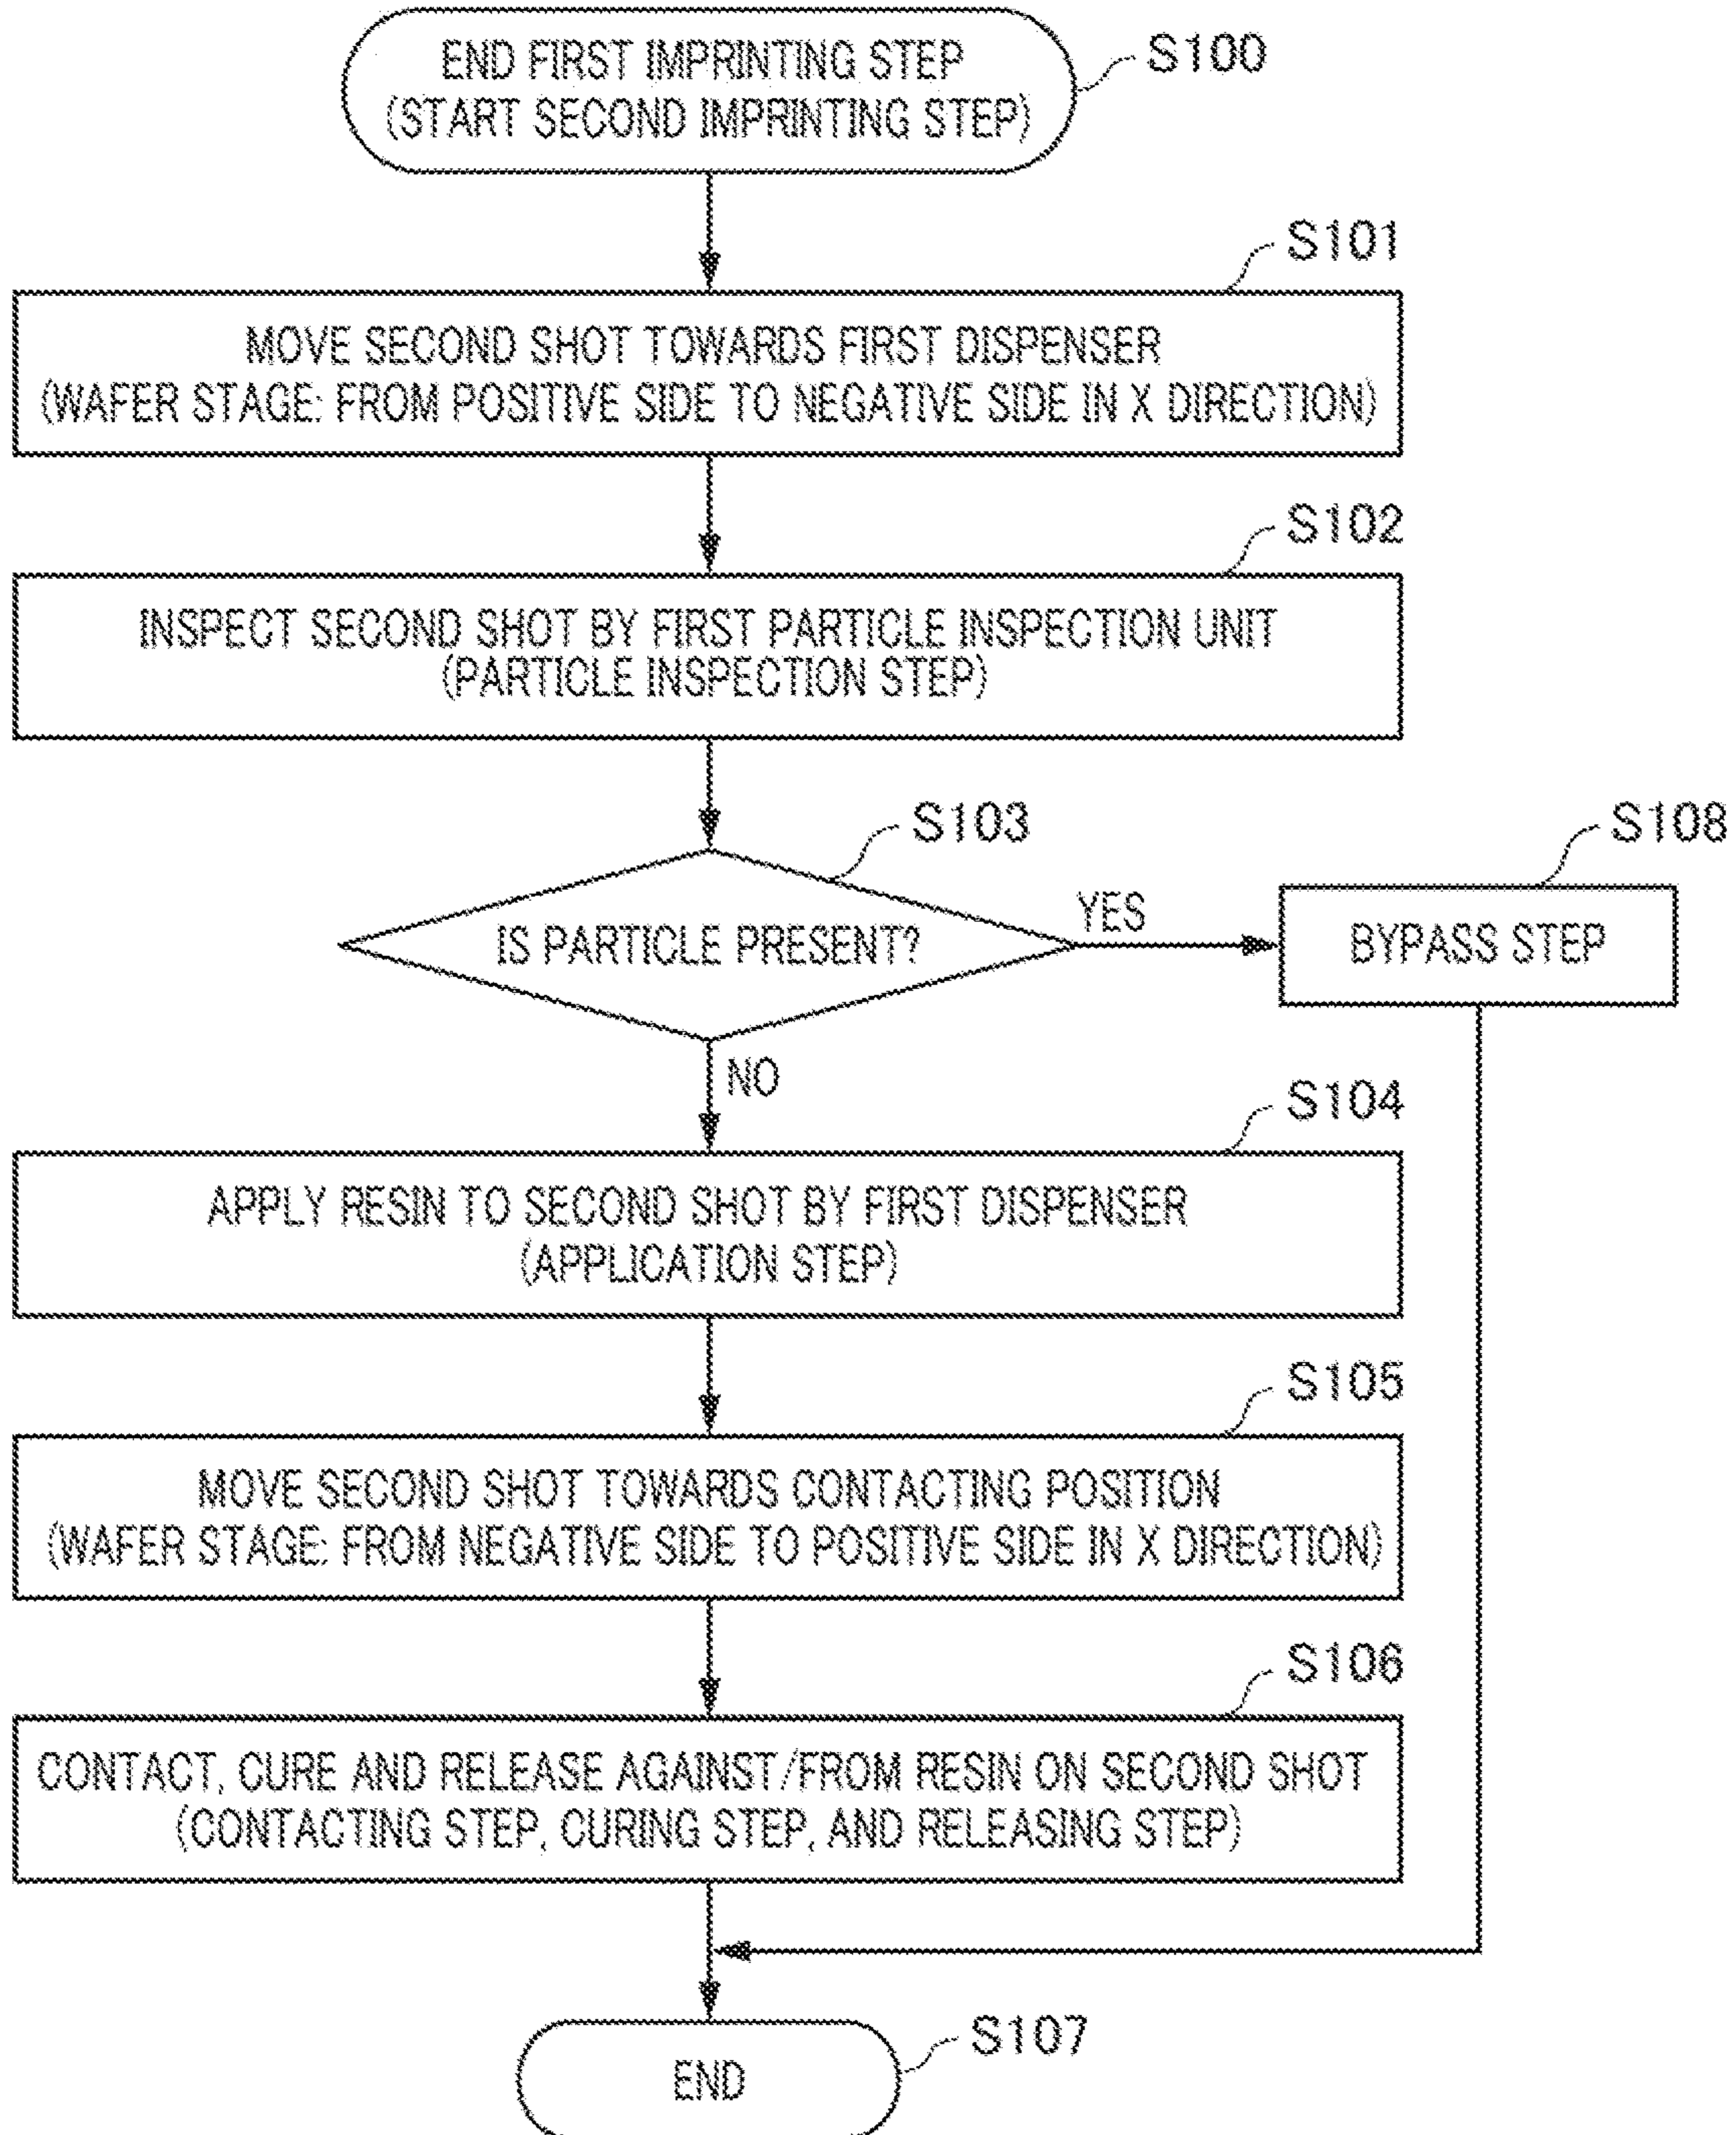 END FIRST IMPRINTING STEP
(START SECOND IMPRINTING STEP)
S100
S101
MOVE SECOND SHOT TOWARDS FIRST DISPENSER
(WAFER STAGE: FROM POSITIVE SIDE TO NEGATIVE SIDE IN X DIRECTION)
S102
INSPECT SECOND SHOT BY FIRST PARTICLE INSPECTION UNIT
(PARTICLE INSPECTION STEP)
S103
IS PARTICLE PRESENT?
YES
S108
BYPASS STEP
NO
S104
APPLY RESIN TO SECOND SHOT BY FIRST DISPENSER
(APPLICATION STEP)
S105
MOVE SECOND SHOT TOWARDS CONTACTING POSITION
(WAFER STAGE: FROM NEGATIVE SIDE TO POSITIVE SIDE IN X DIRECTION)
S106
CONTACT, CURE AND RELEASE AGAINST/FROM RESIN ON SECOND SHOT
(CONTACTING STEP, CURING STEP, AND RELEASING STEP)
S107
END